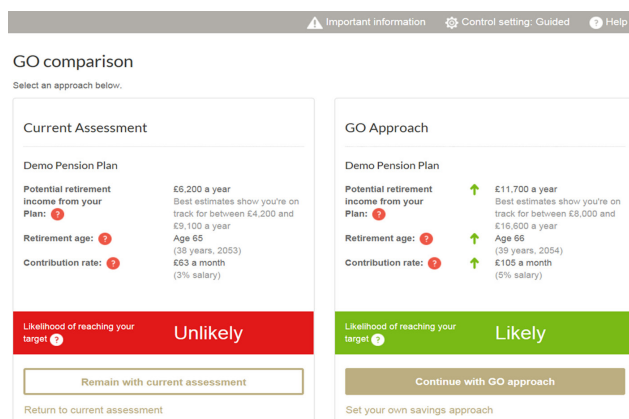 Important information Control setting: Guided ? Help
GO comparison
Select an approach below.
Current Assessment
Demo Pension Plan
Potential retirement £6,200 a year
income from your Best estimates show you're on
Plan: ? track for between £4,200 and
£9,100 a year
Retirement age: ? Age 65
(38 years, 2053)
Contribution rate: ? £63 a month
(3% salary)
Likelihood of reaching your
target ? Unlikely
Remain with current assessment
Return to current assessment
GO Approach
Demo Pension Plan
Potential retirement £11,700 a year
income from your Best estimates show you're on
Plan: ? track for between £8,000 and
£16,600 a year
Retirement age: ? Age 66
(39 years, 2054)
Contribution rate: ? £105 a month
(5% salary)
Likelihood of reaching your
target ? Likely
Continue with GO approach
Set your own savings approach